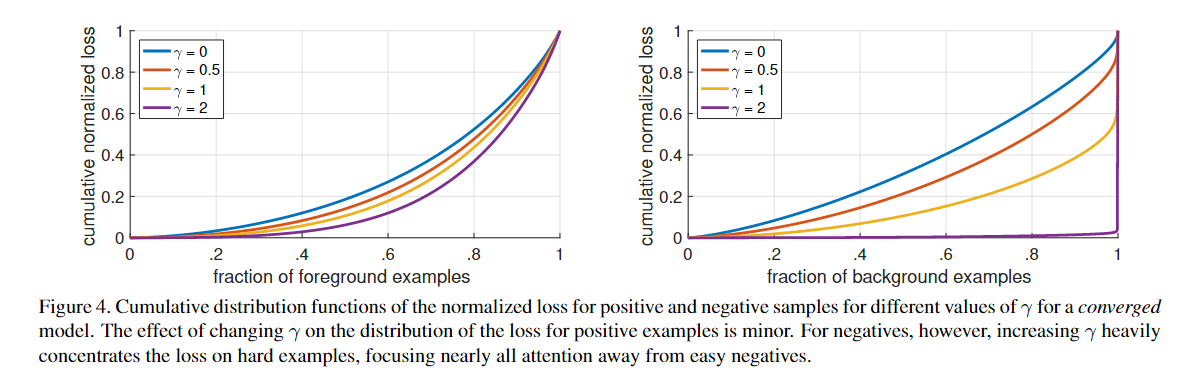 cumulative normalized loss
1
0.8
0.6
0.4
0.2
0
γ = 0
γ = 0.5
γ = 1
γ = 2
0 .2 .4 .6 .8 1
fraction of foreground examples
cumulative normalized loss
1
0.8
0.6
0.4
0.2
0
γ = 0
γ = 0.5
γ = 1
γ = 2
0 .2 .4 .6 .8 1
fraction of background examples
Figure 4. Cumulative distribution functions of the normalized loss for positive and negative samples for different values of γ for a converged
model. The effect of changing γ on the distribution of the loss for positive examples is minor. For negatives, however, increasing γ heavily
concentrates the loss on hard examples, focusing nearly all attention away from easy negatives.